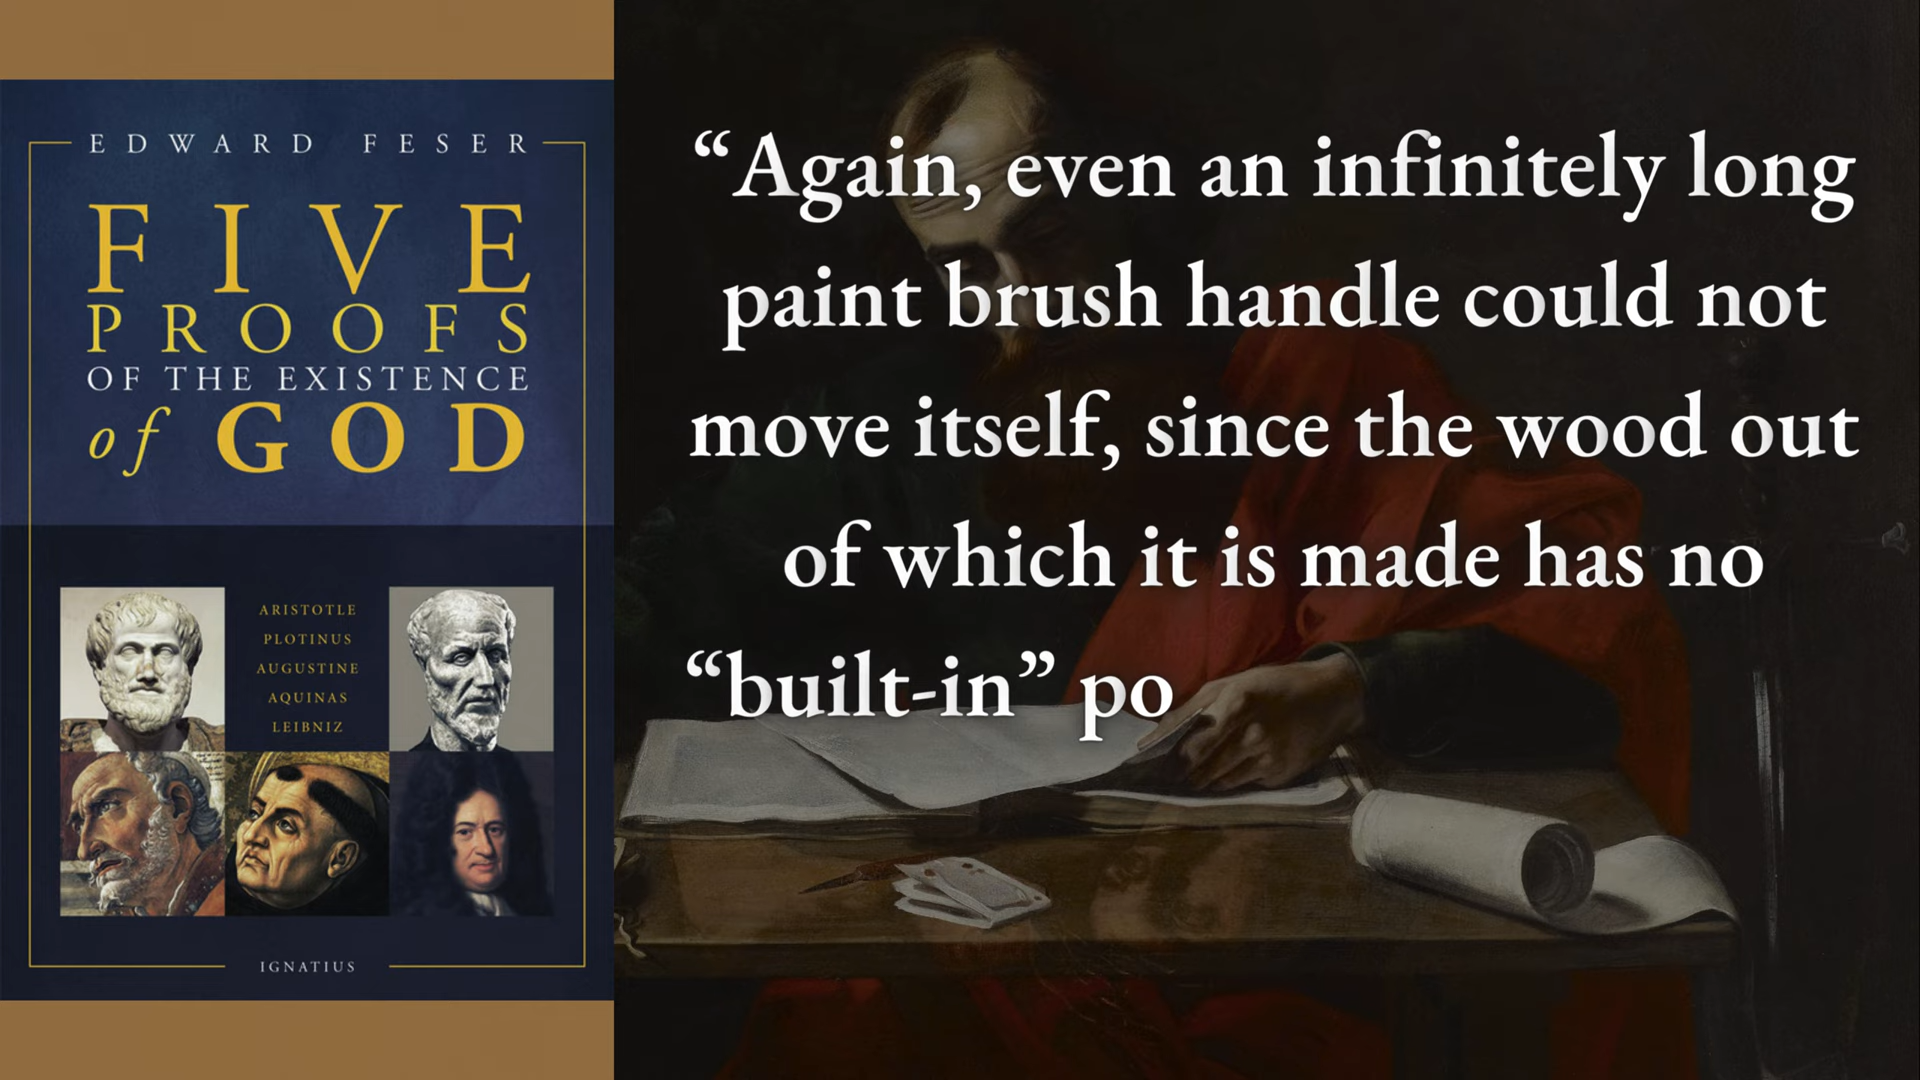 EDWARD FESER
FIVE
PROOFS
OF THE EXISTENCE
of GOD
ARISTOTLE
PLOTINUS
AUGUSTINE
AQUINAS
LEIBNIZ
IGNATIUS
“Again, even an infinitely long
paint brush handle could not
move itself, since the wood out
of which it is made has no
“built-in” po